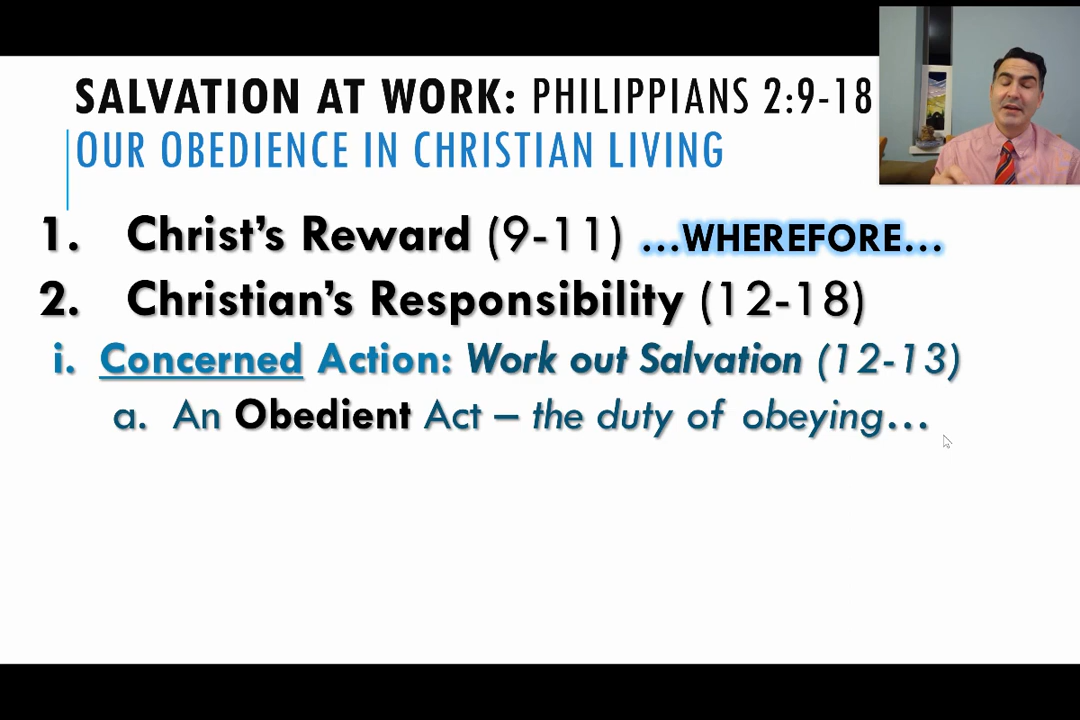 SALVATION AT WORK: PHILIPPIANS 2:9-18
OUR OBEDIENCE IN CHRISTIAN LIVING
1. Christ's Reward (9-11) ...WHEREFORE...
2. Christian's Responsibility (12-18)
i. Concerned Action: Work out Salvation (12-13)
a. An Obedient Act – the duty of obeying...